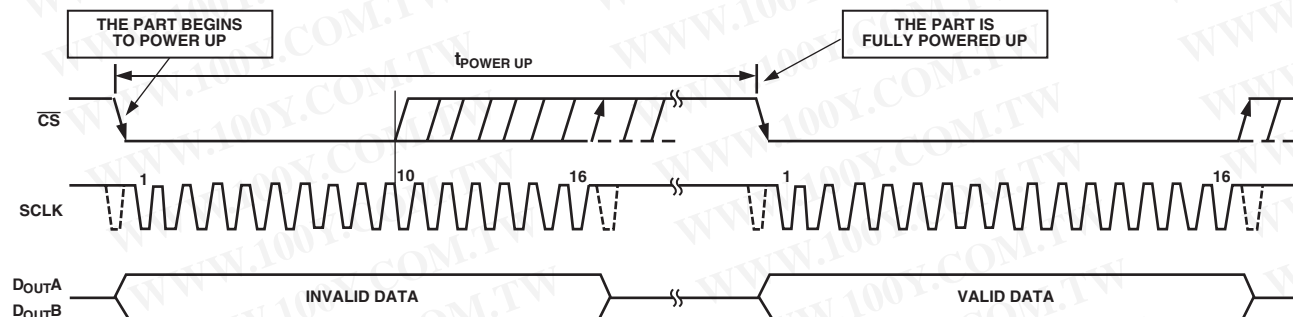 THE PART BEGINS
TO POWER UP
THE PART IS
FULLY POWERED UP
tPOWER UP
CS
1
10
16
1
16
SCLK
DOUTA
DOUTB
INVALID DATA
VALID DATA
WWW.100Y.COM.TW